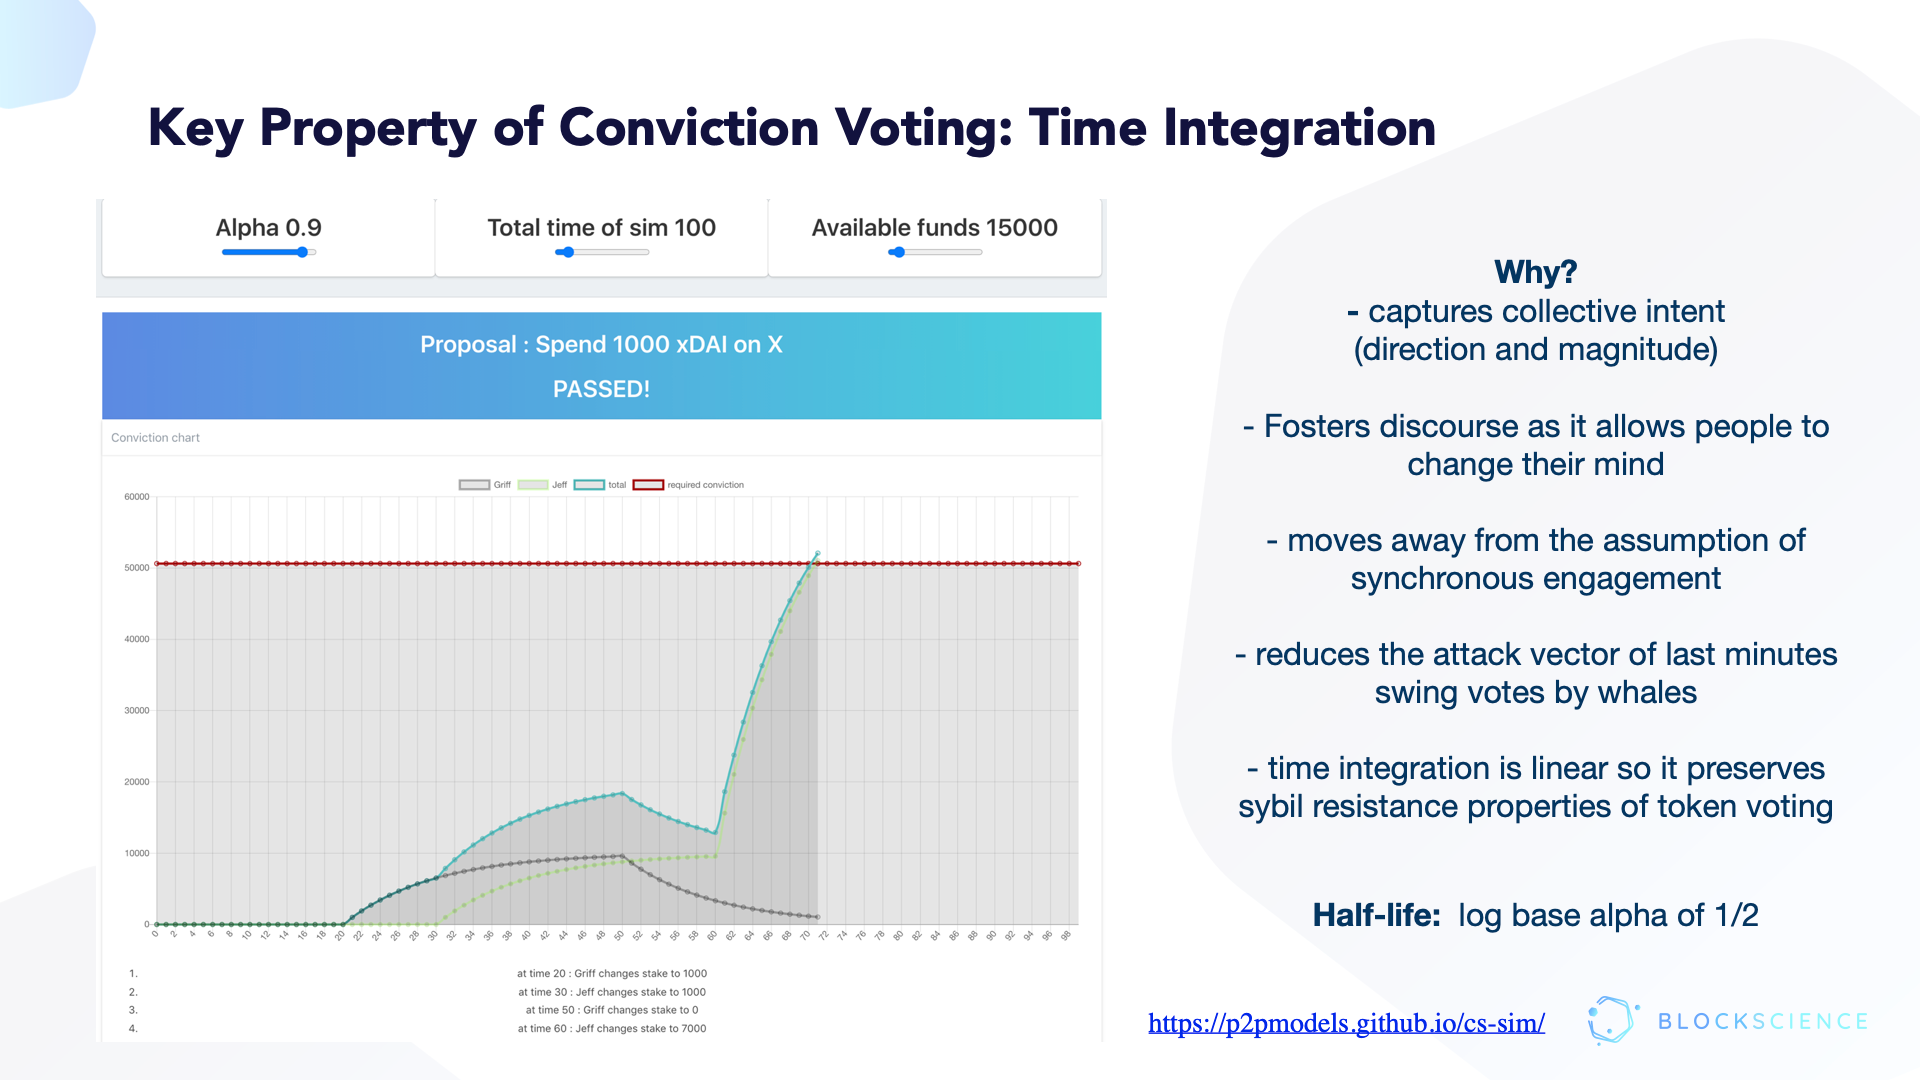 Key Property of Conviction Voting: Time Integration
Alpha 0.9
Total time of sim 100
Available funds 15000
Proposal : Spend 1000 xDAI on X
PASSED!
Conviction chart
Griff
Jeff
total
required conviction
60000
50000
40000
30000
20000
10000
0
0 2 4 6 8 10 12 14 16 18 20 22 24 26 28 30 32 34 36 38 40 42 44 46 48 50 52 54 56 58 60 62 64 66 68 70 72 74 76 78 80 82 84 86 88 90 92 94 96 98
1. at time 20 : Griff changes stake to 1000
2. at time 30 : Jeff changes stake to 1000
3. at time 50 : Griff changes stake to 0
4. at time 60 : Jeff changes stake to 7000
Why?
- captures collective intent
(direction and magnitude)
- Fosters discourse as it allows people to
change their mind
- moves away from the assumption of
synchronous engagement
- reduces the attack vector of last minutes
swing votes by whales
- time integration is linear so it preserves
sybil resistance properties of token voting
Half-life: log base alpha of 1/2
https://p2pmodels.github.io/cs-sim/
BLOCKSCIENCE